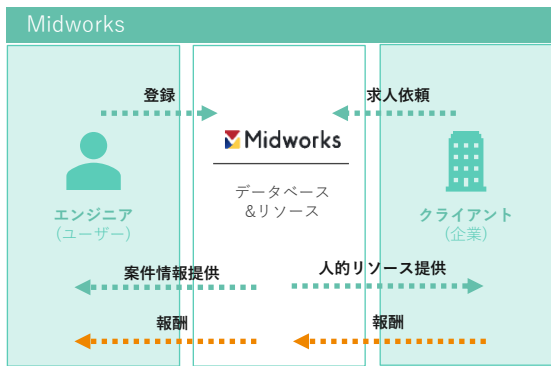 Midworks
登録
求人依頼
Midworks
データベース
&リソース
エンジニア
(ユーザー)
クライアント
(企業)
案件情報提供
人的リソース提供
報酬
報酬